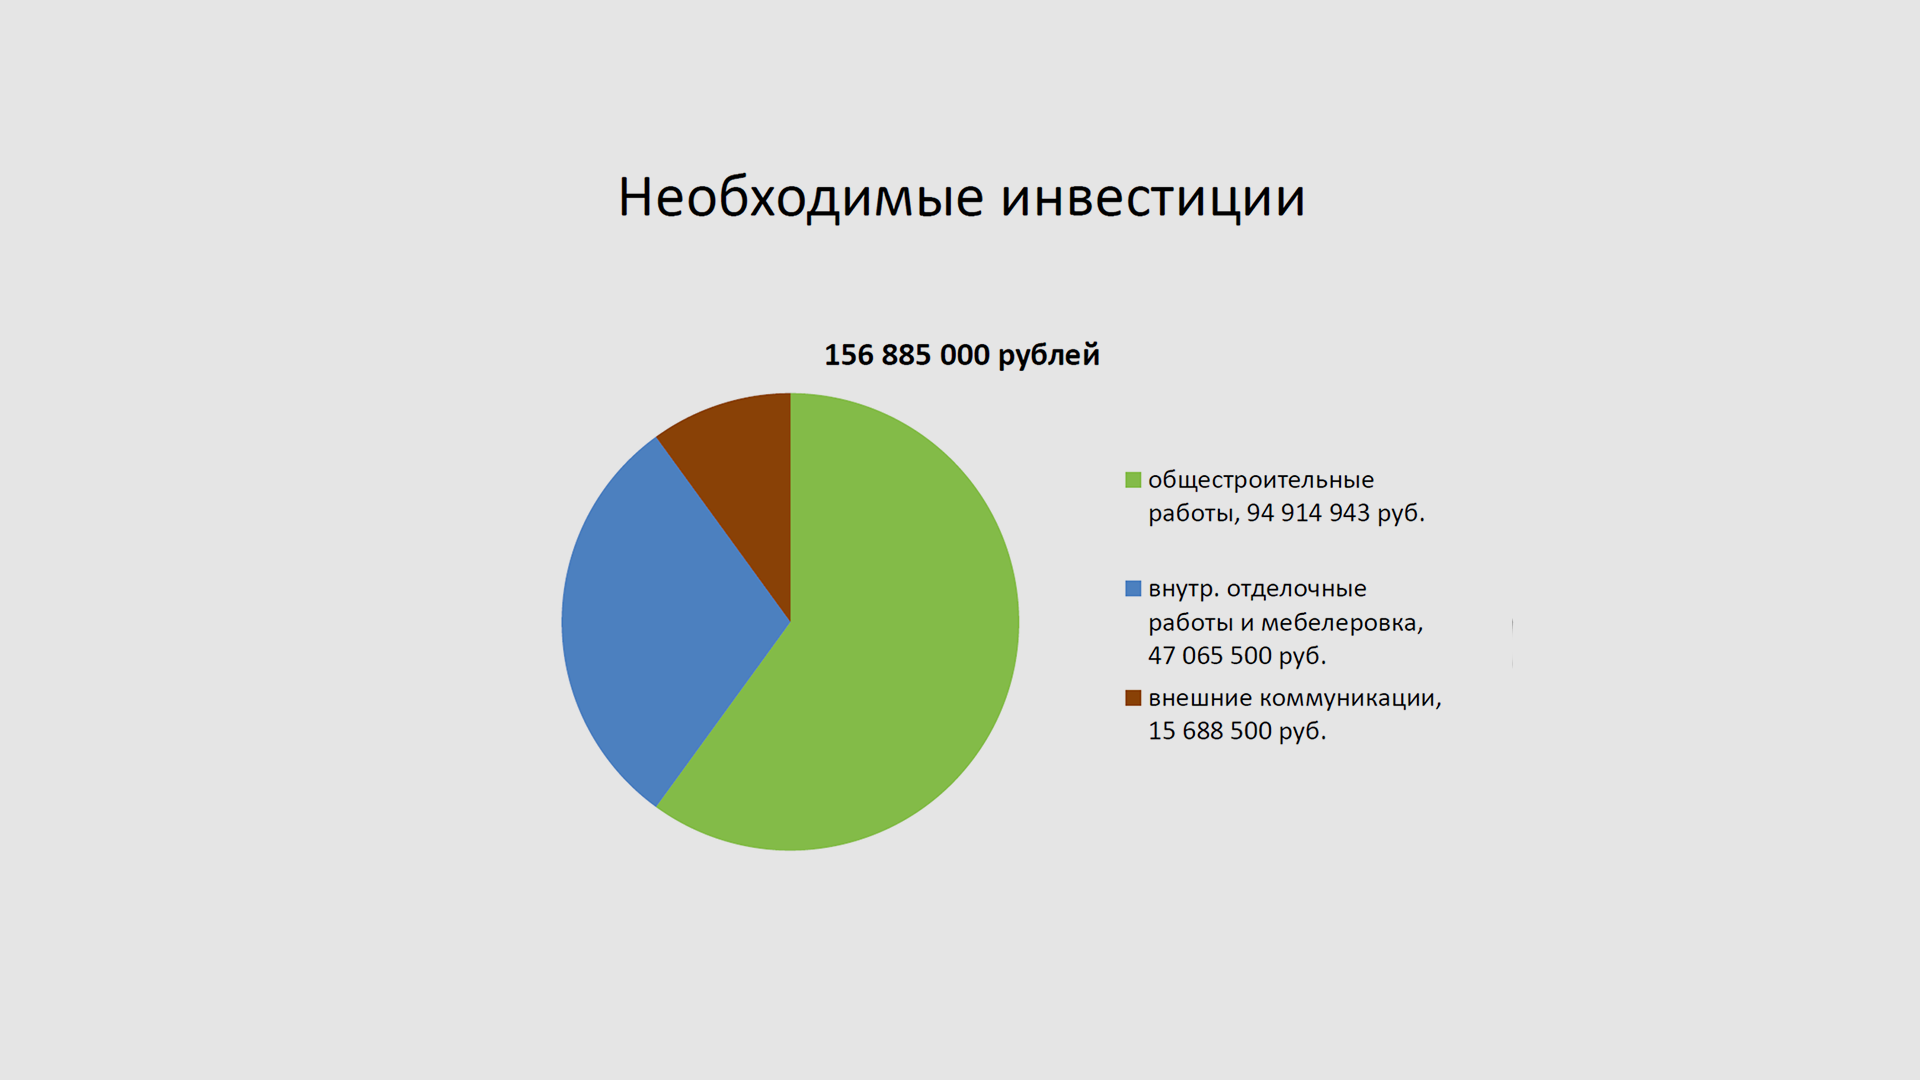 Необходимые инвестиции
156 885 000 рублей
общестроительные
работы, 94 914 943 руб.
внутр. отделочные
работы и мебелеровка,
47 065 500 руб.
внешние коммуникации,
15 688 500 руб.